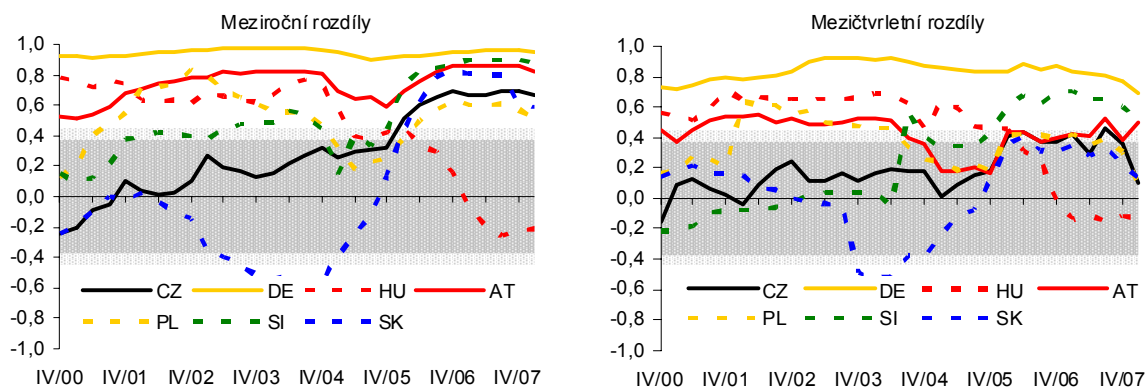 Meziroční rozdíly
1,0
0,8
0,6
0,4
0,2
0,0
-0,2
-0,4
-0,6
-0,8
-1,0
CZ DE HU AT
PL SI SK
IV/00 IV/01 IV/02 IV/03 IV/04 IV/05 IV/06 IV/07
Mezičtvrletní rozdíly
1,0
0,8
0,6
0,4
0,2
0,0
-0,2
-0,4
-0,6
-0,8
-1,0
CZ DE HU AT
PL SI SK
IV/00 IV/01 IV/02 IV/03 IV/04 IV/05 IV/06 IV/07